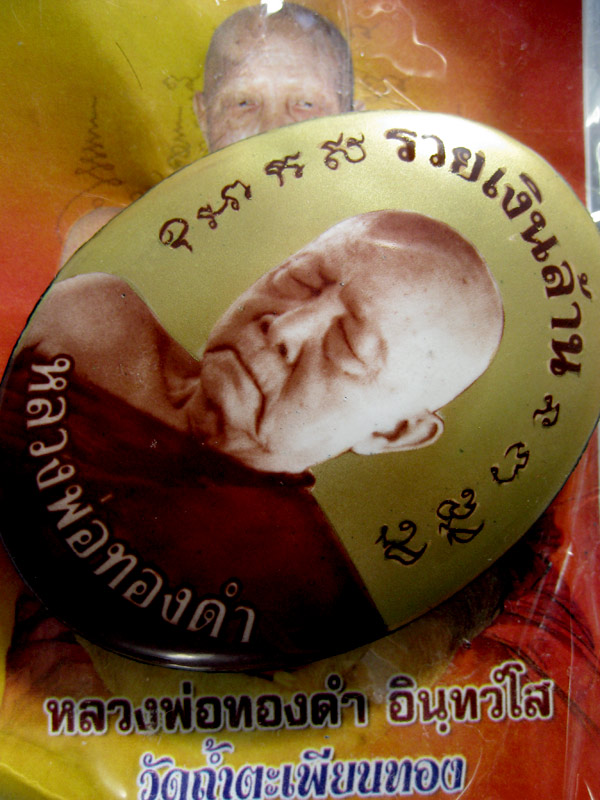 รวยเงินล้าน
หลวงพ่อทองดำ
หลวงพ่อทองดำ อินฺทวํโส
วัดถ้ำตะเพียนทอง